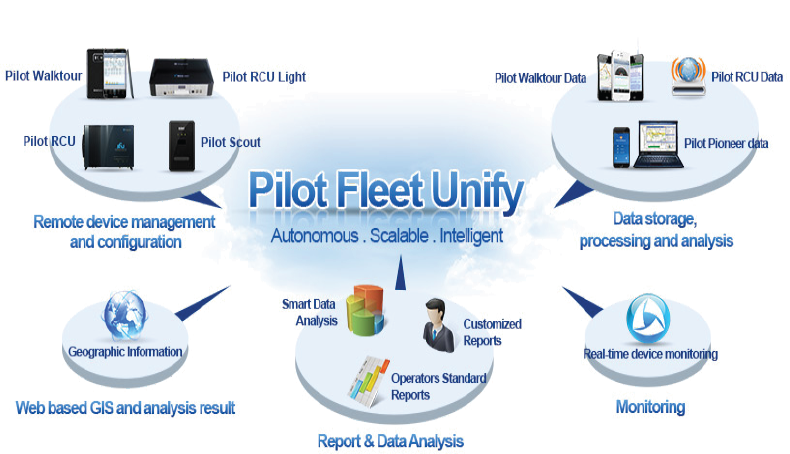 Pilot Walktour
Pilot RCU Light
Pilot RCU
Pilot Scout
Remote device management
and configuration
Pilot Walktour Data
Pilot RCU Data
Pilot Pioneer data
Data storage,
processing and analysis
Pilot Fleet Unify
Autonomous . Scalable . Intelligent
Geographic Information
Web based GIS and analysis result
Smart Data
Analysis
Customized
Reports
Operators Standard
Reports
Report & Data Analysis
Real-time device monitoring
Monitoring